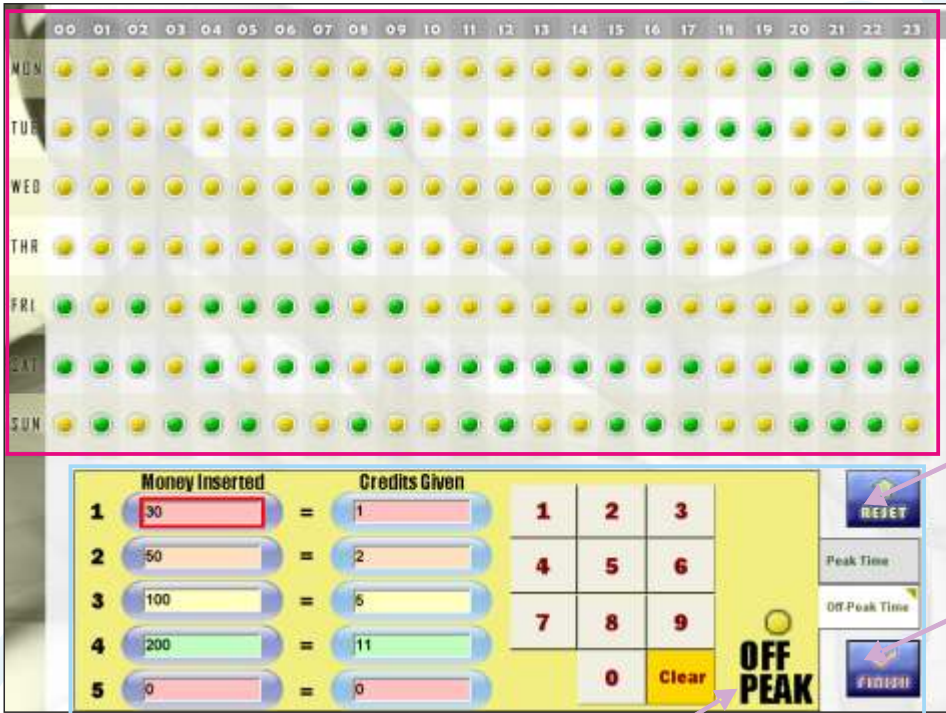 00 01 02 03 04 05 06 07 08 09 10 11 12 13 14 15 16 17 18 19 20 21 22 23
MON
TUE
WED
THR
FRI
SAT
SUN
Money Inserted Credits Given
1 30 = 1 1 2 3 RESET
2 50 = 2 4 5 6 Peak Time
3 100 = 5 7 8 9 Off-Peak Time
4 200 = 11 OFF
5 0 = 0 0 Clear PEAK FINISH